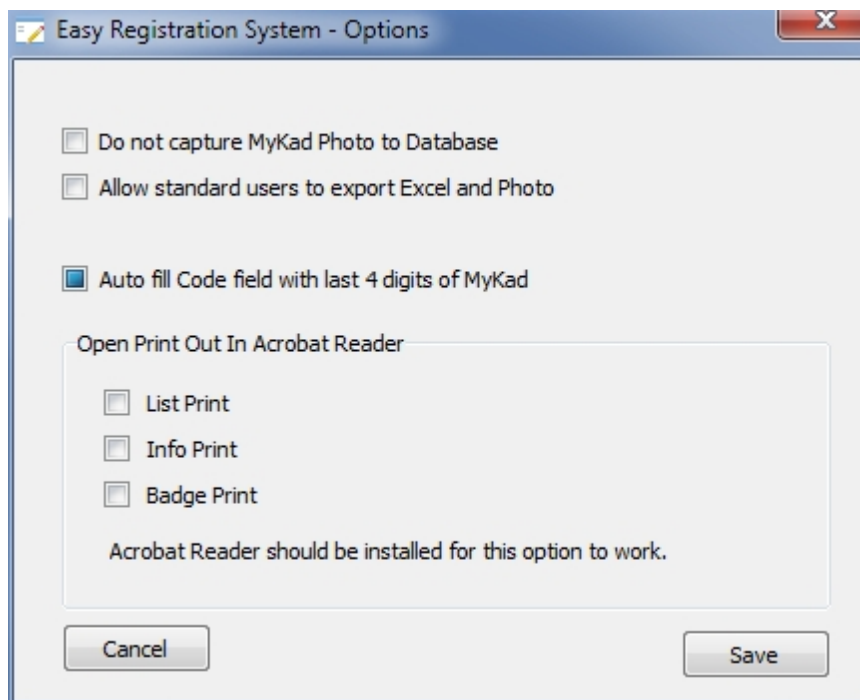 Easy Registration System - Options
Do not capture MyKad Photo to Database
Allow standard users to export Excel and Photo
Auto fill Code field with last 4 digits of MyKad
Open Print Out In Acrobat Reader
List Print
Info Print
Badge Print
Acrobat Reader should be installed for this option to work.
Cancel
Save